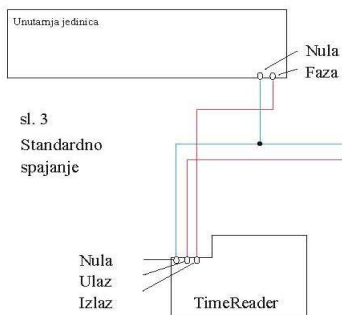 Unutarnja jedinica
Nula
Faza
sl. 3
Standardno
spajanje
Nula
Ulaz
Izlaz
TimeReader